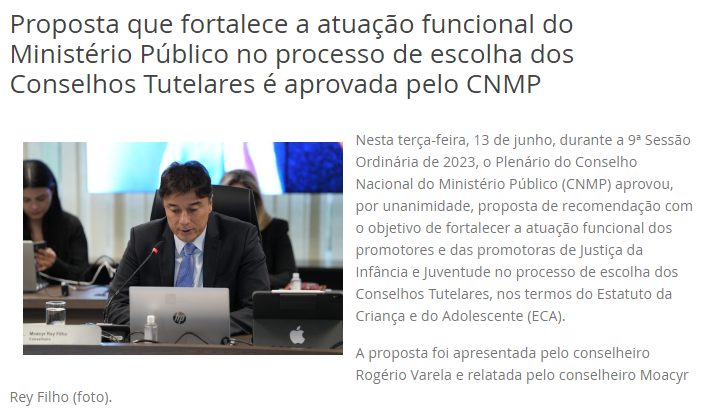 Proposta que fortalece a atuação funcional do
Ministério Público no processo de escolha dos
Conselhos Tutelares é aprovada pelo CNMP
Nesta terça-feira, 13 de junho, durante a 9ª Sessão
Ordinária de 2023, o Plenário do Conselho
Nacional do Ministério Público (CNMP) aprovou,
por unanimidade, proposta de recomendação com
o objetivo de fortalecer a atuação funcional dos
promotores e das promotoras de Justiça da
Infância e Juventude no processo de escolha dos
Conselhos Tutelares, nos termos do Estatuto da
Criança e do Adolescente (ECA).
A proposta foi apresentada pelo conselheiro
Rogério Varela e relatada pelo conselheiro Moacyr
Rey Filho (foto).
hp
Moacyr Rey Filho
Conselheiro